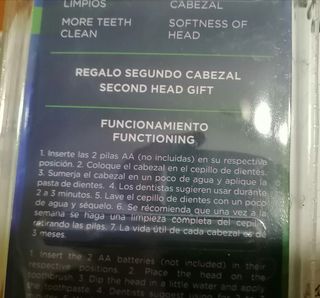 LIMPIOS CABEZAL
MORE TEETH SOFTNESS OF
CLEAN HEAD
REGALO SEGUNDO CABEZAL
SECOND HEAD GIFT
FUNCIONAMIENTO
FUNCTIONING
1. Inserte las 2 pilas AA (no incluidas) en su respectiva
posición. 2. Coloque el cabezal en el cepillo de dientes.
3. Sumerja el cabezal en un poco de agua y aplique la
pasta de dientes. 4. Los dentistas sugieren usar durante
2 a 3 minutos. 5. Lave el cepillo de dientes con un poco
de agua y séquelo. 6. Se recomienda que una vez a la
semana se haga una limpieza completa del cepillo
retirando las pilas. 7. La vida útil de cada cabezal es de
3 meses.
1. Insert the 2 AA batteries (not included) in their
respective positions. 2. Place the head on the
toothbrush. 3. Dip the head in a little water and apply
the toothpaste. 4. Dentists suggest using for